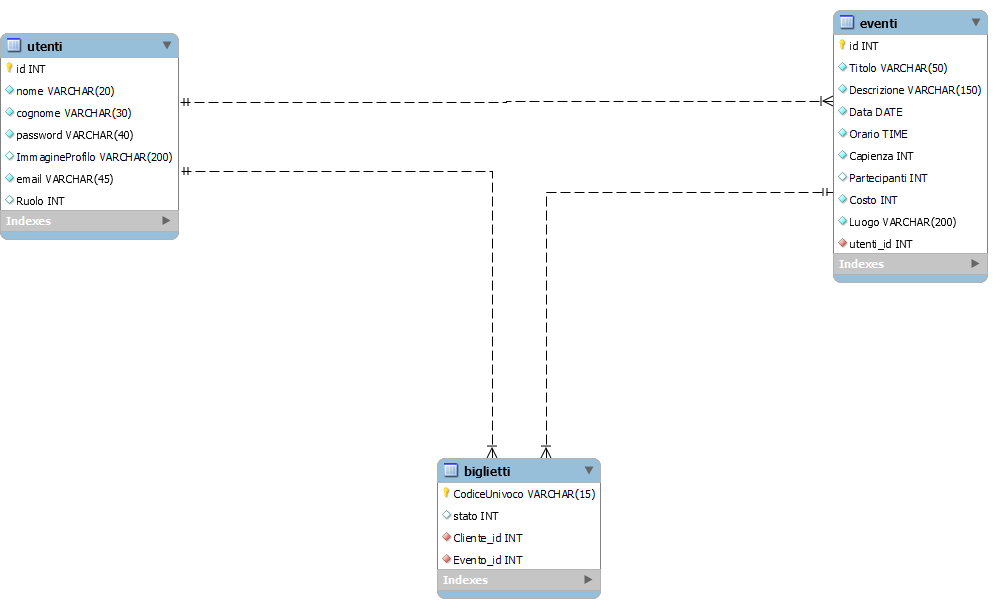 utenti
id INT
nome VARCHAR(20)
cognome VARCHAR(30)
password VARCHAR(40)
ImmagineProfilo VARCHAR(200)
email VARCHAR(45)
Ruolo INT
Indexes
eventi
id INT
Titolo VARCHAR(50)
Descrizione VARCHAR(150)
Data DATE
Orario TIME
Capienza INT
Partecipanti INT
Costo INT
Luogo VARCHAR(200)
utenti_id INT
Indexes
biglietti
CodiceUnivoco VARCHAR(15)
stato INT
Cliente_id INT
Evento_id INT
Indexes